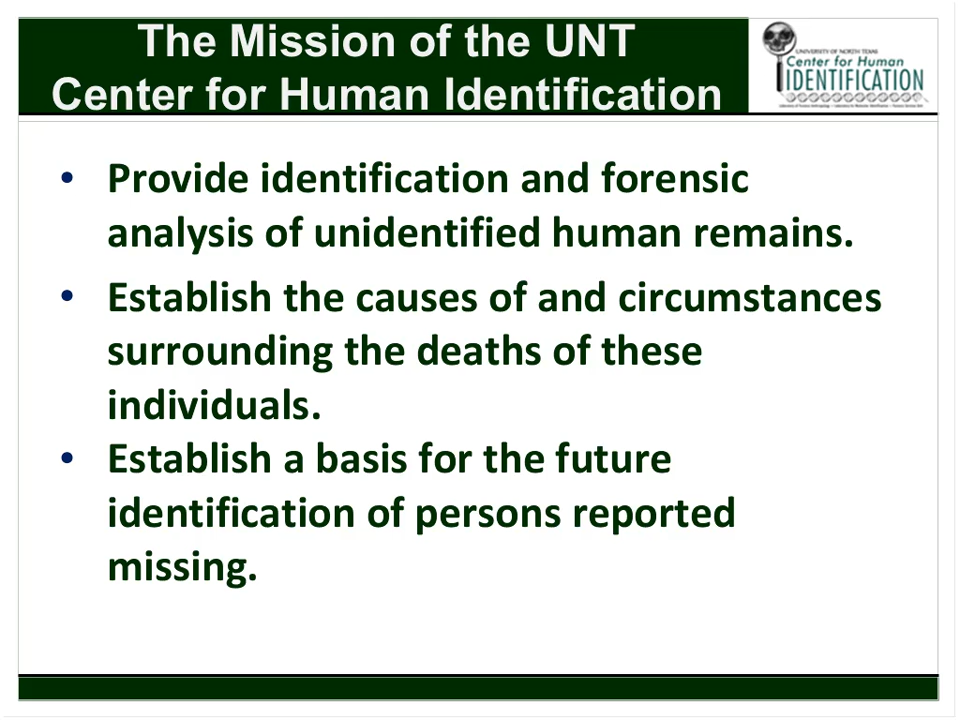 The Mission of the UNT
Center for Human Identification
UNIVERSITY OF NORTH TEXAS
Center for Human
IDENTIFICATION
• Provide identification and forensic
analysis of unidentified human remains.
• Establish the causes of and circumstances
surrounding the deaths of these
individuals.
• Establish a basis for the future
identification of persons reported
missing.